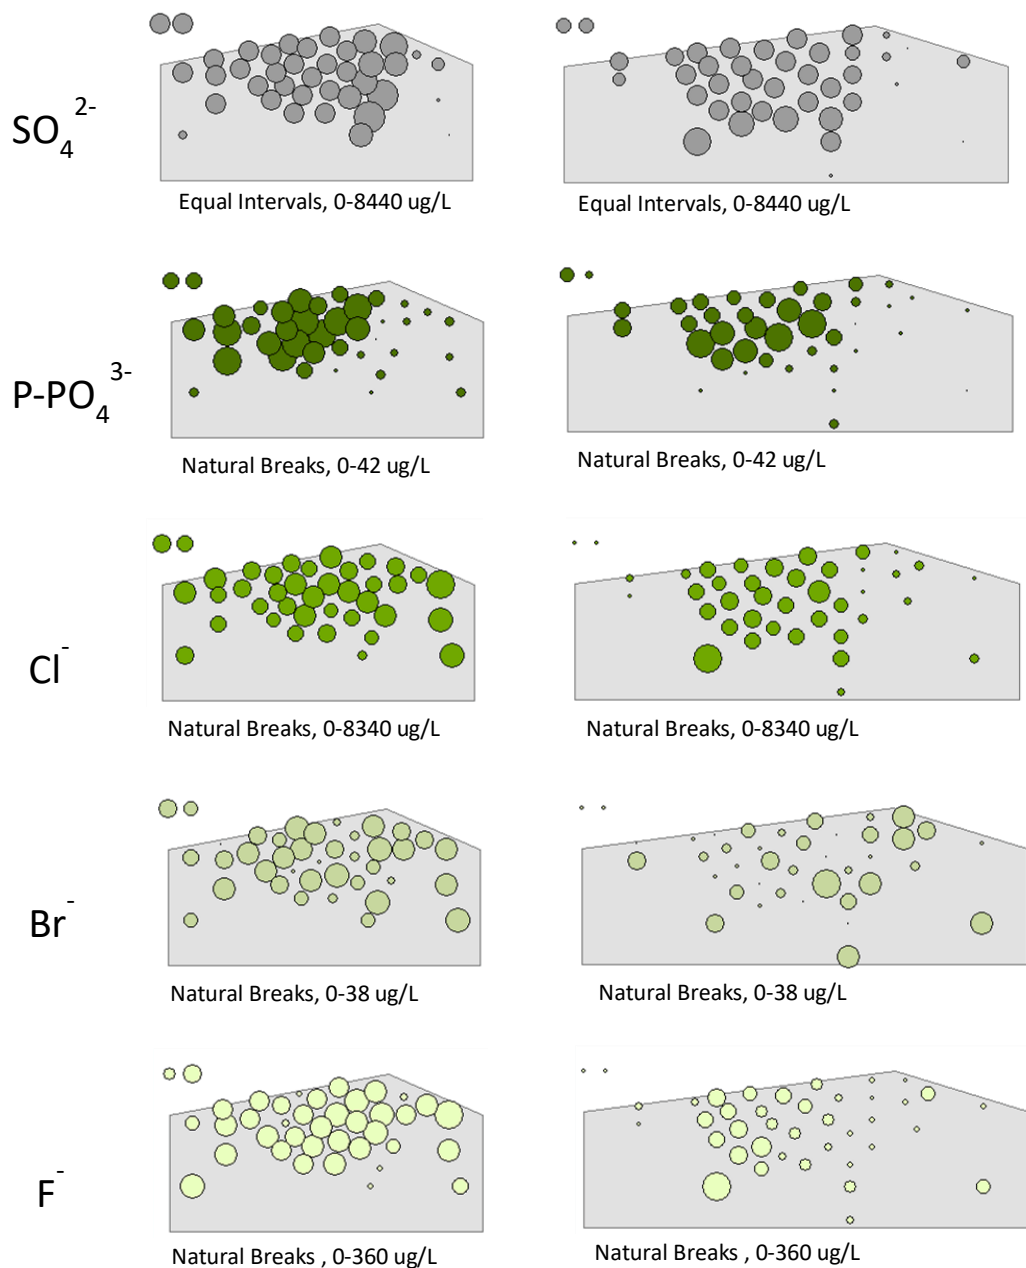 SO₄²⁻
Equal Intervals, 0-8440 ug/L
Equal Intervals, 0-8440 ug/L
P-PO₄³⁻
Natural Breaks, 0-42 ug/L
Natural Breaks, 0-42 ug/L
Cl⁻
Natural Breaks, 0-8340 ug/L
Natural Breaks, 0-8340 ug/L
Br⁻
Natural Breaks, 0-38 ug/L
Natural Breaks, 0-38 ug/L
F⁻
Natural Breaks , 0-360 ug/L
Natural Breaks , 0-360 ug/L